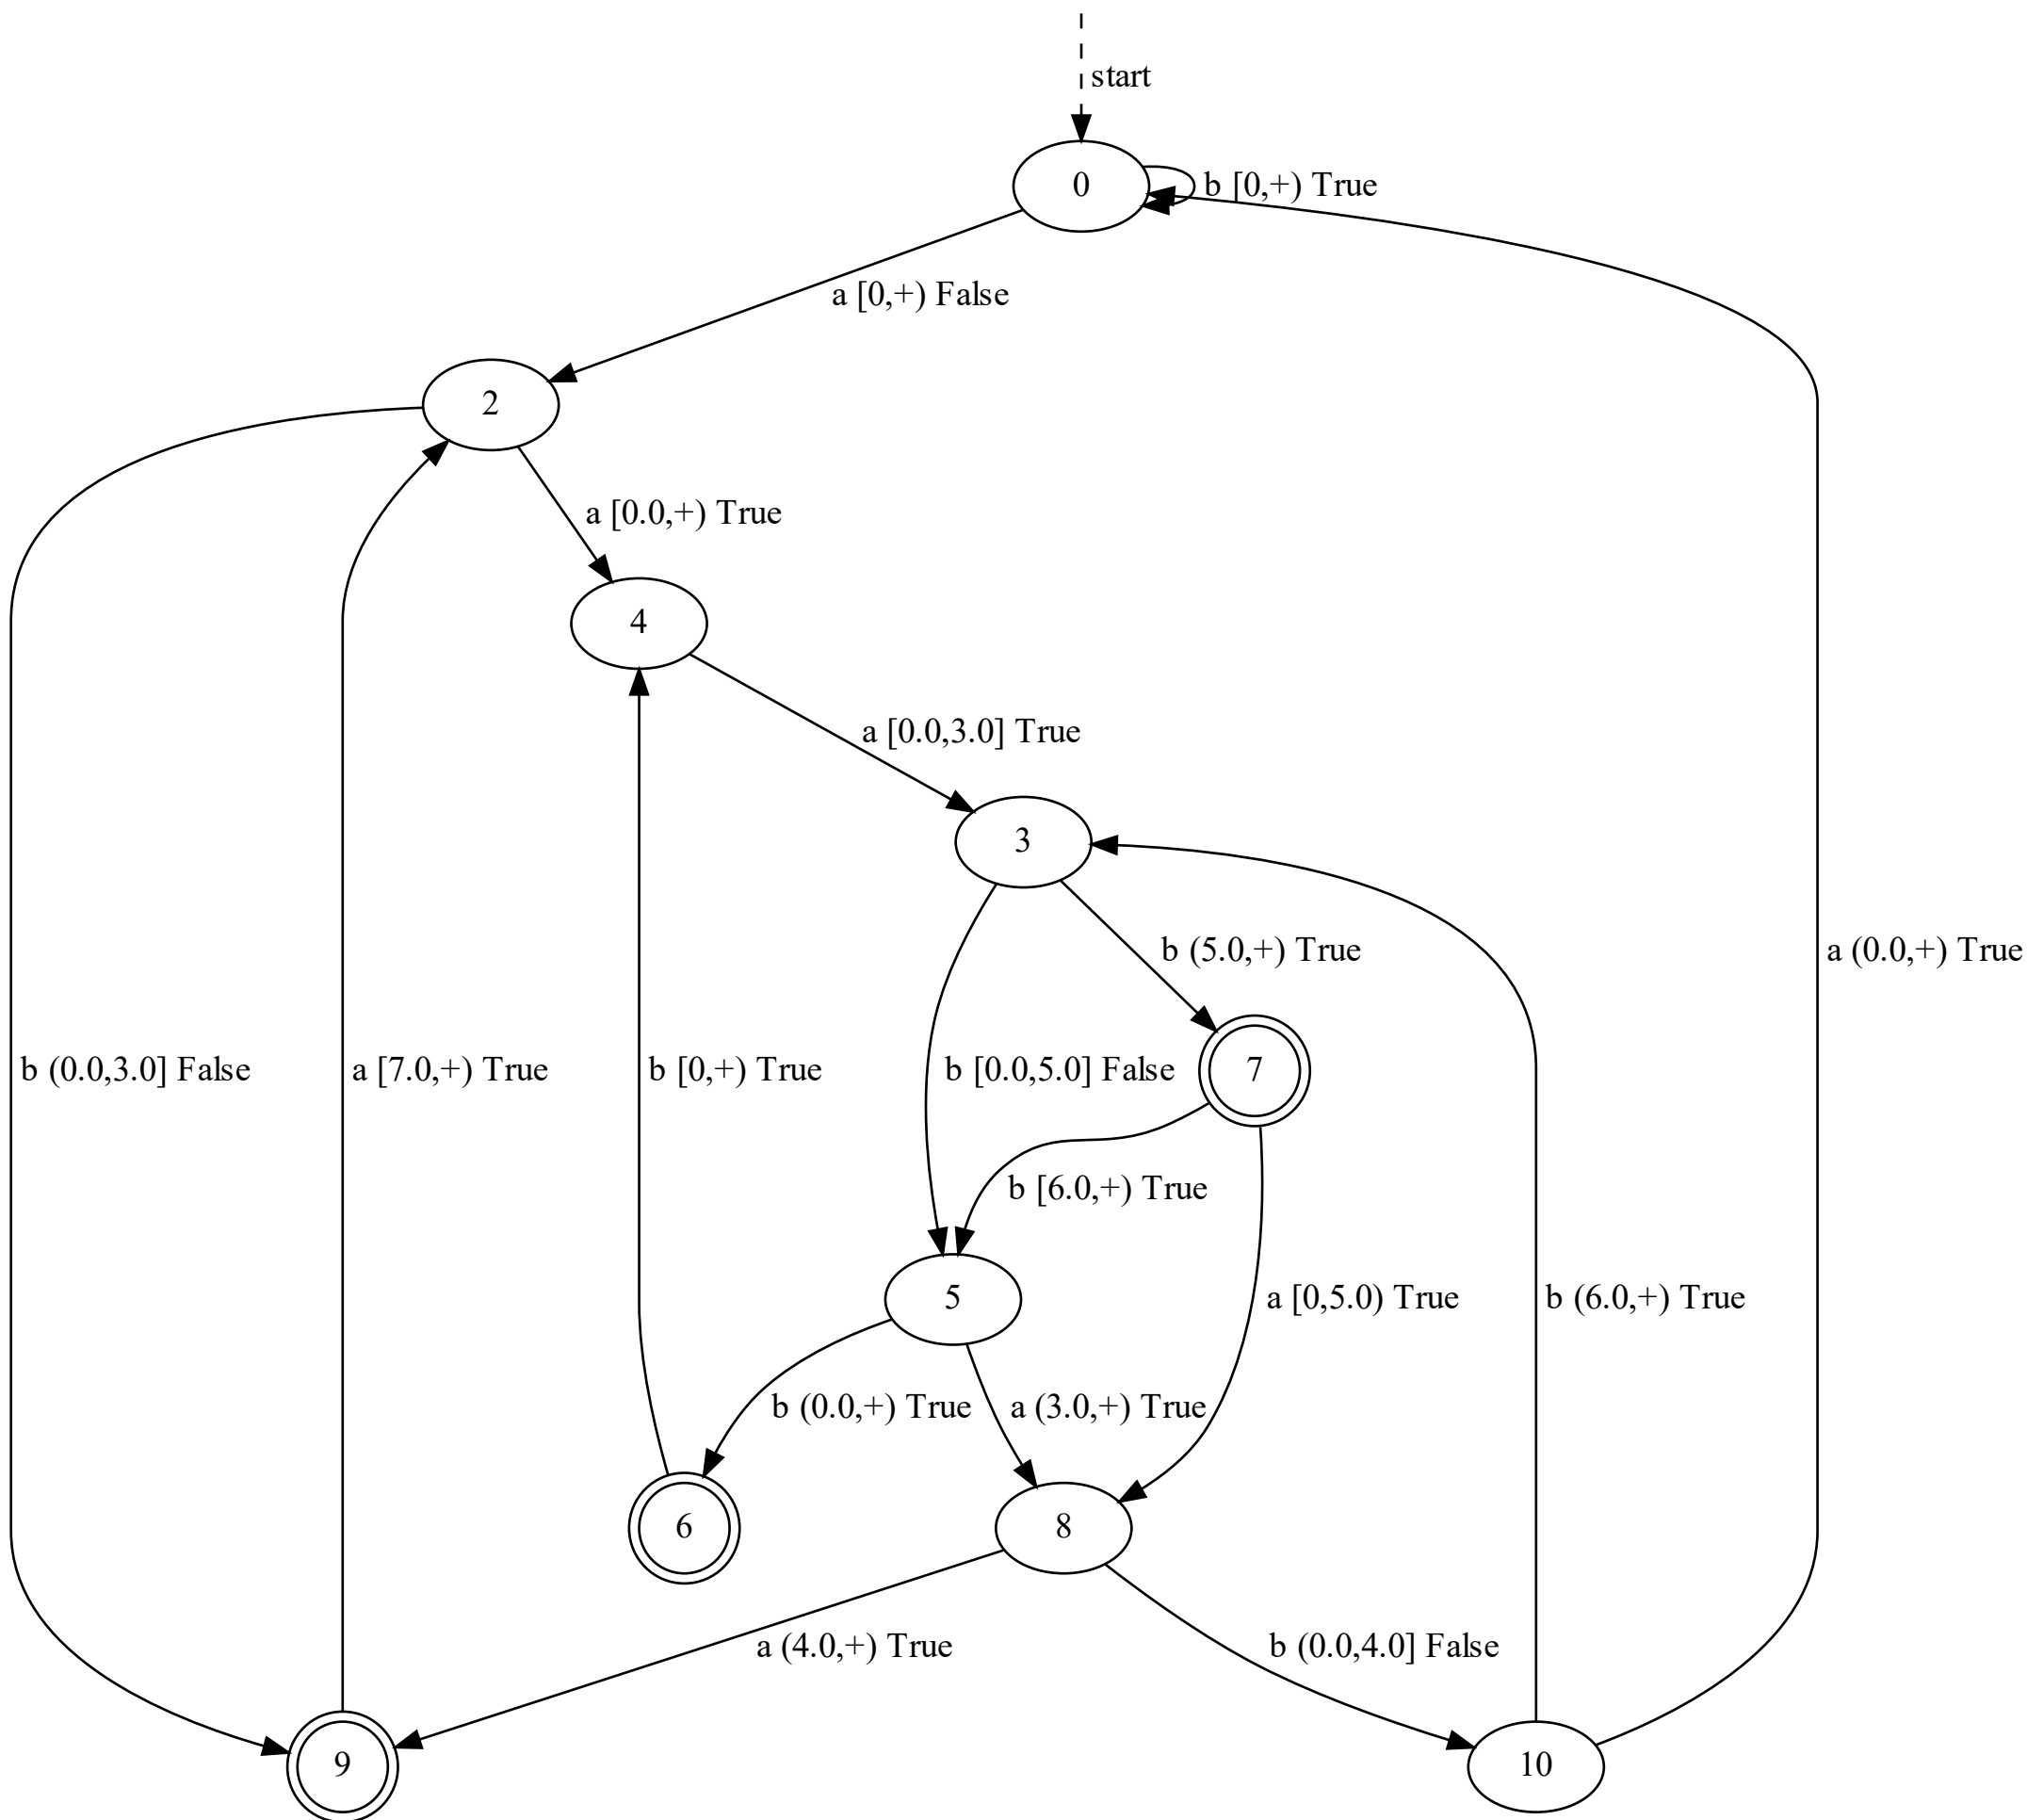 start
0
b [0,+) True
a [0,+) False
2
a [0.0,+) True
4
a [0.0,3.0] True
3
b (5.0,+) True
a (0.0,+) True
b (0.0,3.0] False
a [7.0,+) True
b [0,+) True
b [0.0,5.0] False
7
b [6.0,+) True
5
a [0,5.0) True
b (6.0,+) True
b (0.0,+) True
a (3.0,+) True
6
8
a (4.0,+) True
b (0.0,4.0] False
9
10